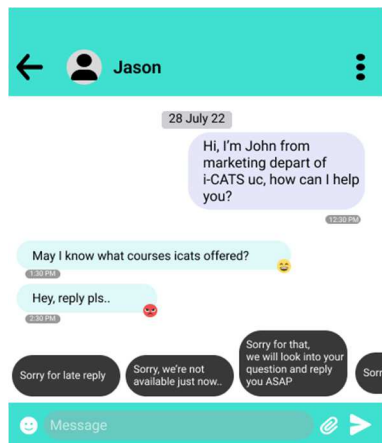 Jason
28 July 22
Hi, I'm John from
marketing depart of
i-CATS uc, how can I help
you?
12:30 PM
May I know what courses icats offered?
1:30 PM
Hey, reply pls..
2:30 PM
Sorry for late reply
Sorry, we're not
available just now..
Sorry for that,
we will look into your
question and reply
you ASAP
Message